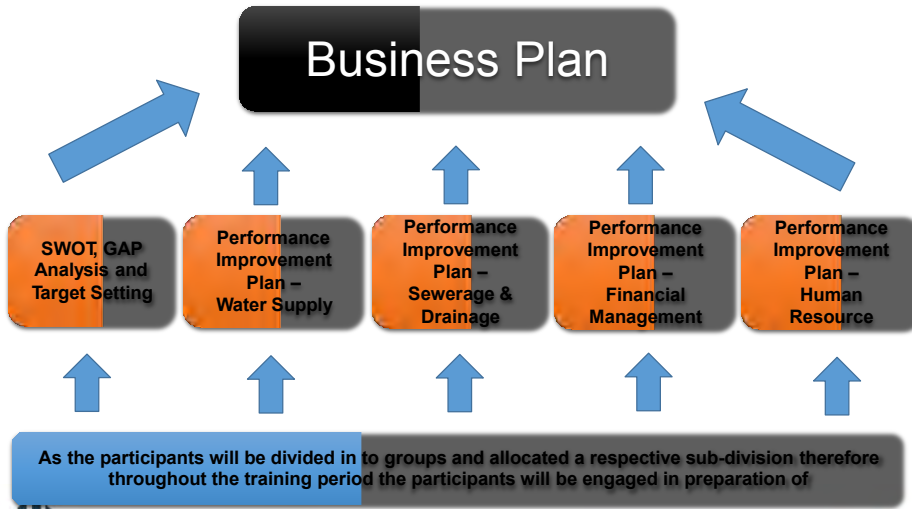 Business Plan
SWOT, GAP
Analysis and
Target Setting
Performance
Improvement
Plan –
Water Supply
Performance
Improvement
Plan –
Sewerage &
Drainage
Performance
Improvement
Plan –
Financial
Management
Performance
Improvement
Plan –
Human
Resource
As the participants will be divided in to groups and allocated a respective sub-division therefore
throughout the training period the participants will be engaged in preparation of